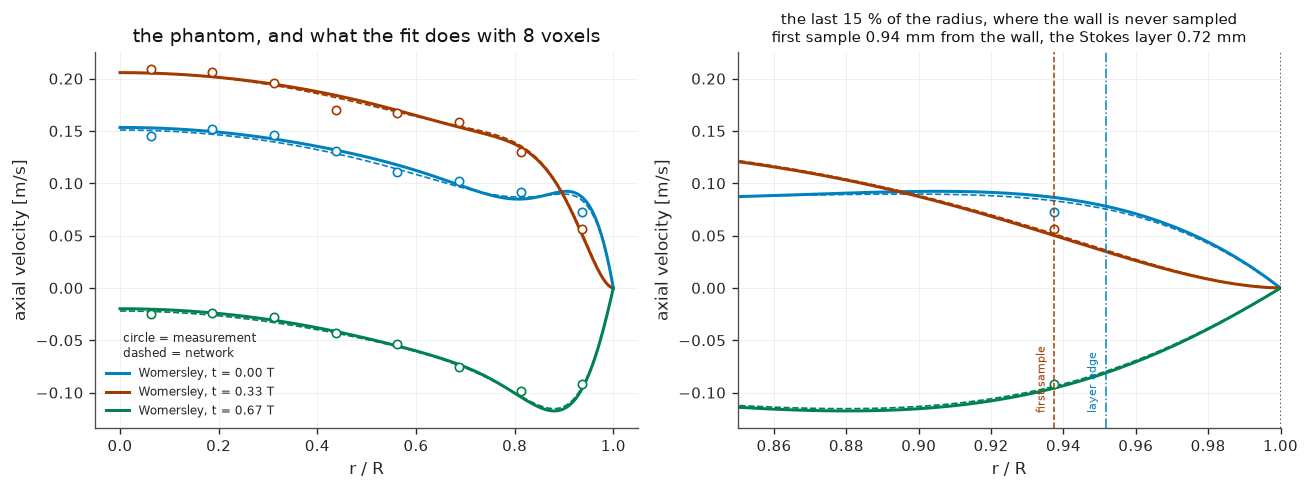 the phantom, and what the fit does with 8 voxels
axial velocity [m/s]
0.20
0.15
0.10
0.05
0.00
−0.05
−0.10
circle = measurement
dashed = network
Womersley, t = 0.00 T
Womersley, t = 0.33 T
Womersley, t = 0.67 T
0.0 0.2 0.4 0.6 0.8 1.0
r / R
the last 15 % of the radius, where the wall is never sampled
first sample 0.94 mm from the wall, the Stokes layer 0.72 mm
axial velocity [m/s]
0.20
0.15
0.10
0.05
0.00
−0.05
−0.10
first sample
layer edge
0.86 0.88 0.90 0.92 0.94 0.96 0.98 1.00
r / R